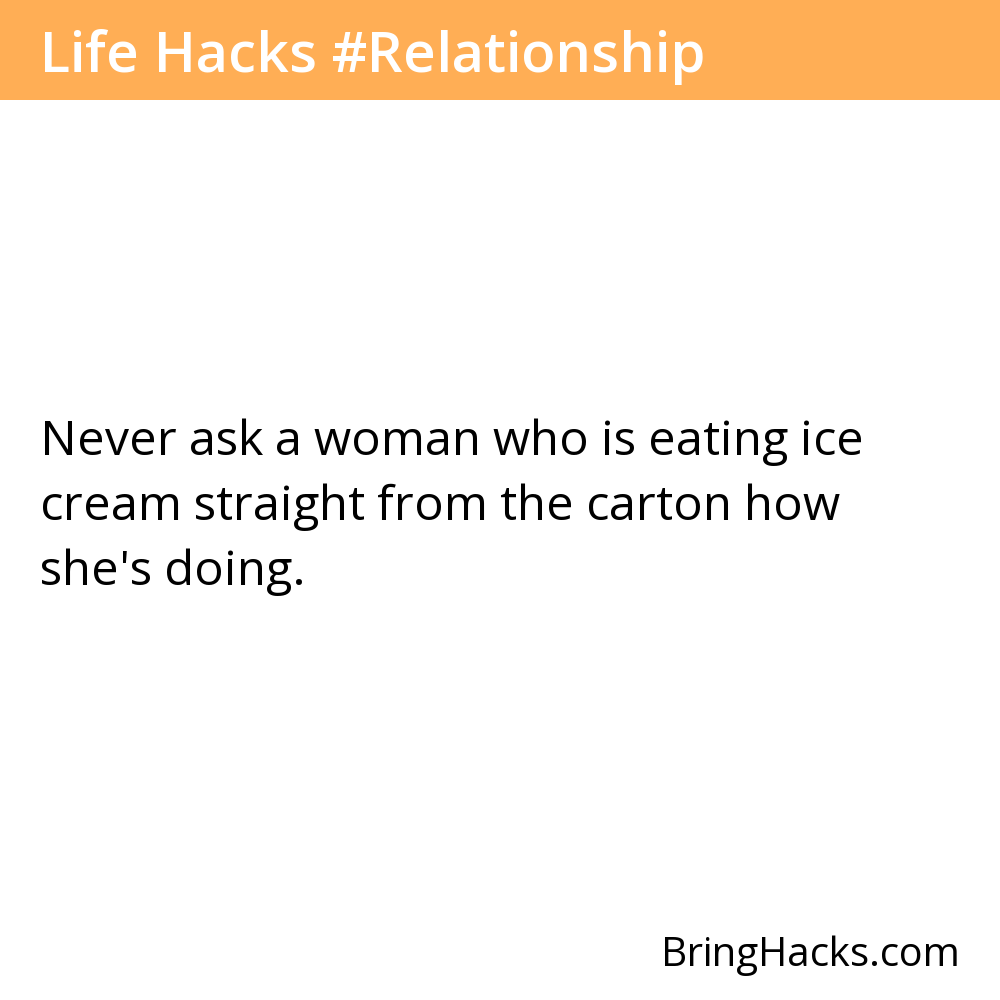 Life Hacks #Relationship
Never ask a woman who is eating ice
cream straight from the carton how
she's doing.
BringHacks.com